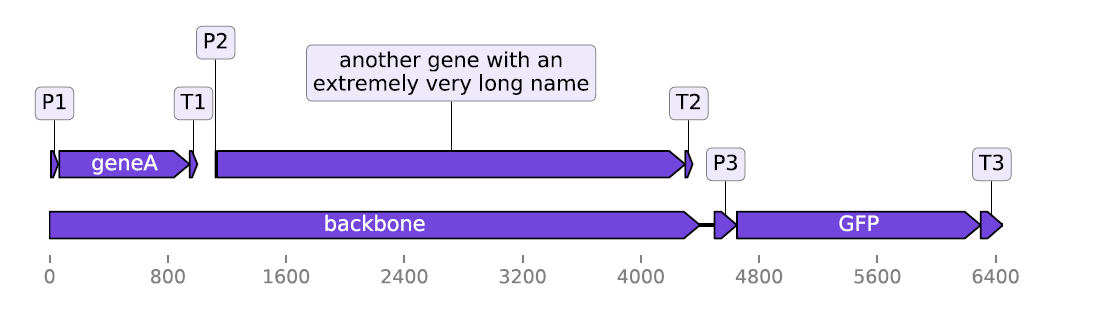 P2
another gene with an
extremely very long name
P1
T1
T2
geneA
P3
T3
backbone
GFP
0 800 1600 2400 3200 4000 4800 5600 6400